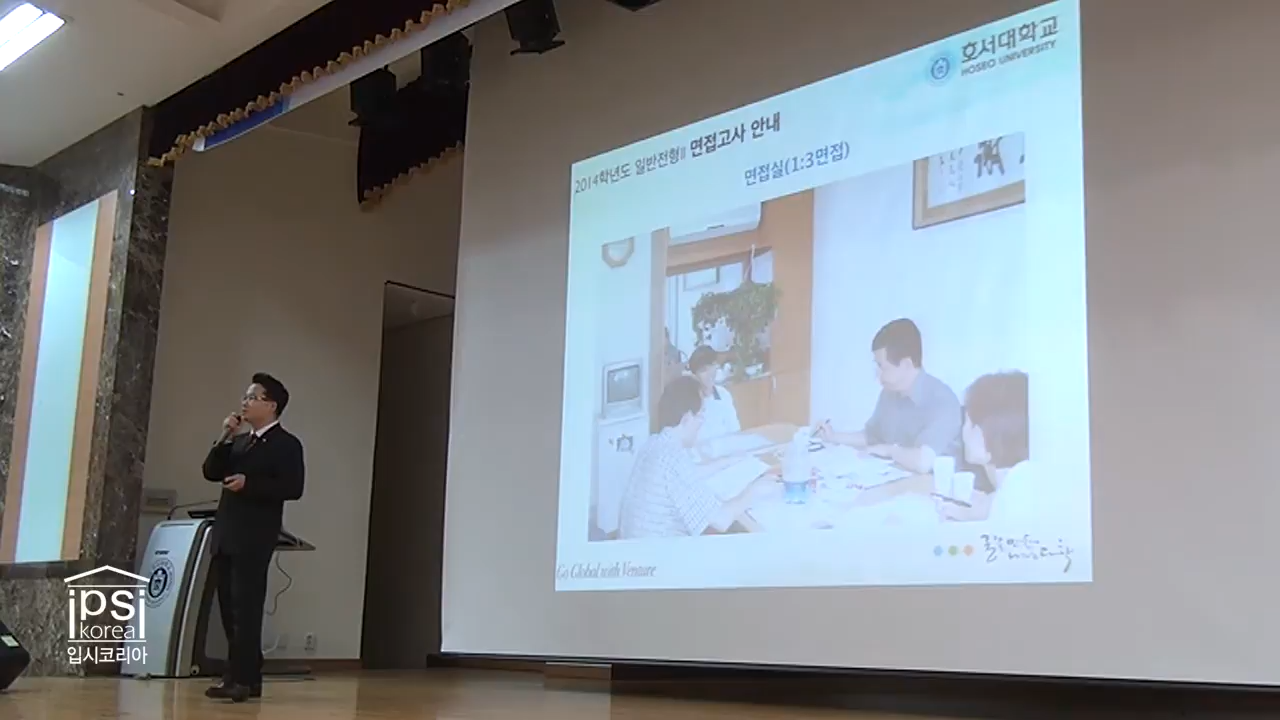 호서대학교
HOSEO UNIVERSITY
2014학년도 일반전형II 면접고사 안내
면접실(1:3면접)
Go Global with Venture
ipsi
korea
입시코리아